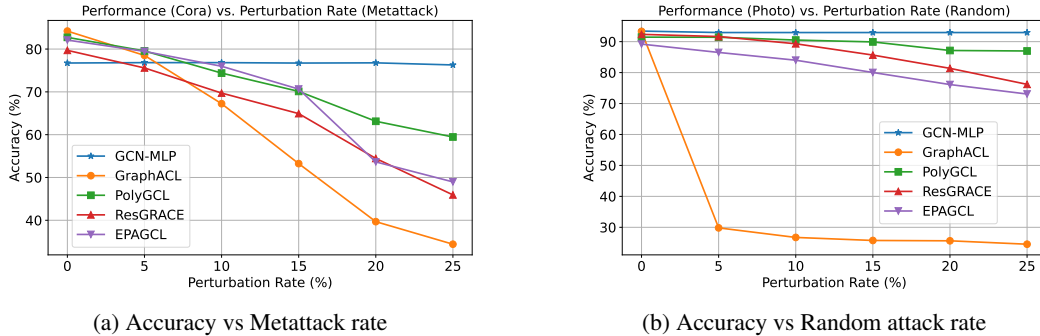 Performance (Cora) vs. Perturbation Rate (Metattack)
Accuracy (%)
80
70
60
50
40
GCN-MLP
GraphACL
PolyGCL
ResGRACE
EPAGCL
0 5 10 15 20 25
Perturbation Rate (%)
(a) Accuracy vs Metattack rate
Performance (Photo) vs. Perturbation Rate (Random)
Accuracy (%)
90
80
70
60
50
40
30
GCN-MLP
GraphACL
PolyGCL
ResGRACE
EPAGCL
0 5 10 15 20 25
Perturbation Rate (%)
(b) Accuracy vs Random attack rate